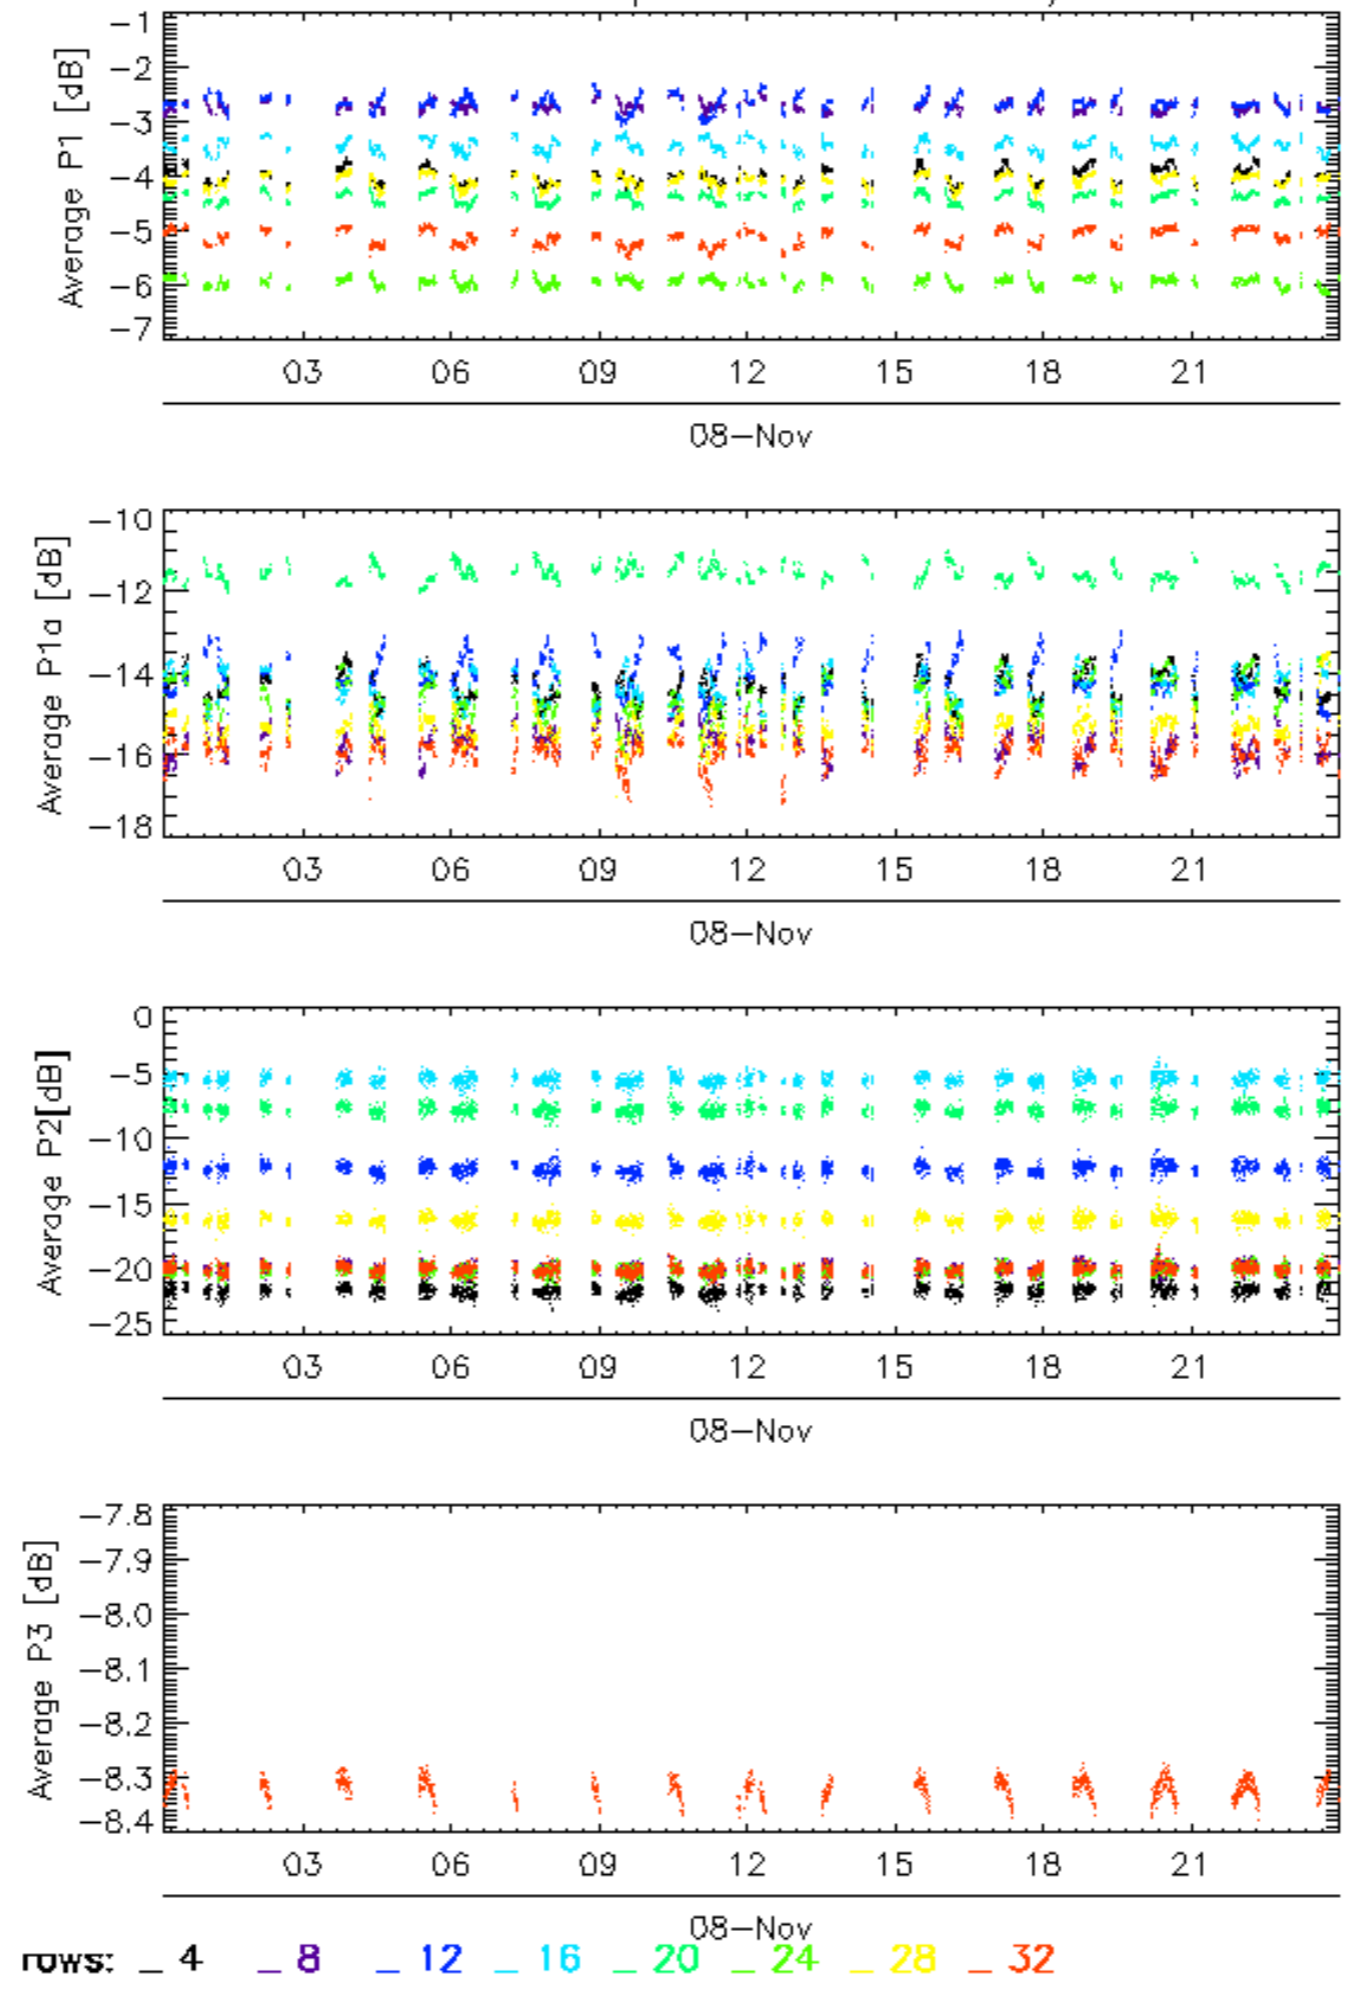 −1
−2
−3
−4
−5
−6
−7
Average P1 [dB]
03 06 09 12 15 18 21
08−Nov
−10
−12
−14
−16
−18
Average P1a [dB]
03 06 09 12 15 18 21
08−Nov
0
−5
−10
−15
−20
−25
Average P2[dB]
03 06 09 12 15 18 21
08−Nov
−7.8
−7.9
−8.0
−8.1
−8.2
−8.3
−8.4
Average P3 [dB]
03 06 09 12 15 18 21
08−Nov
rows: _ 4 _ 8 _ 12 _ 16 _ 20 _ 24 _ 28 _ 32